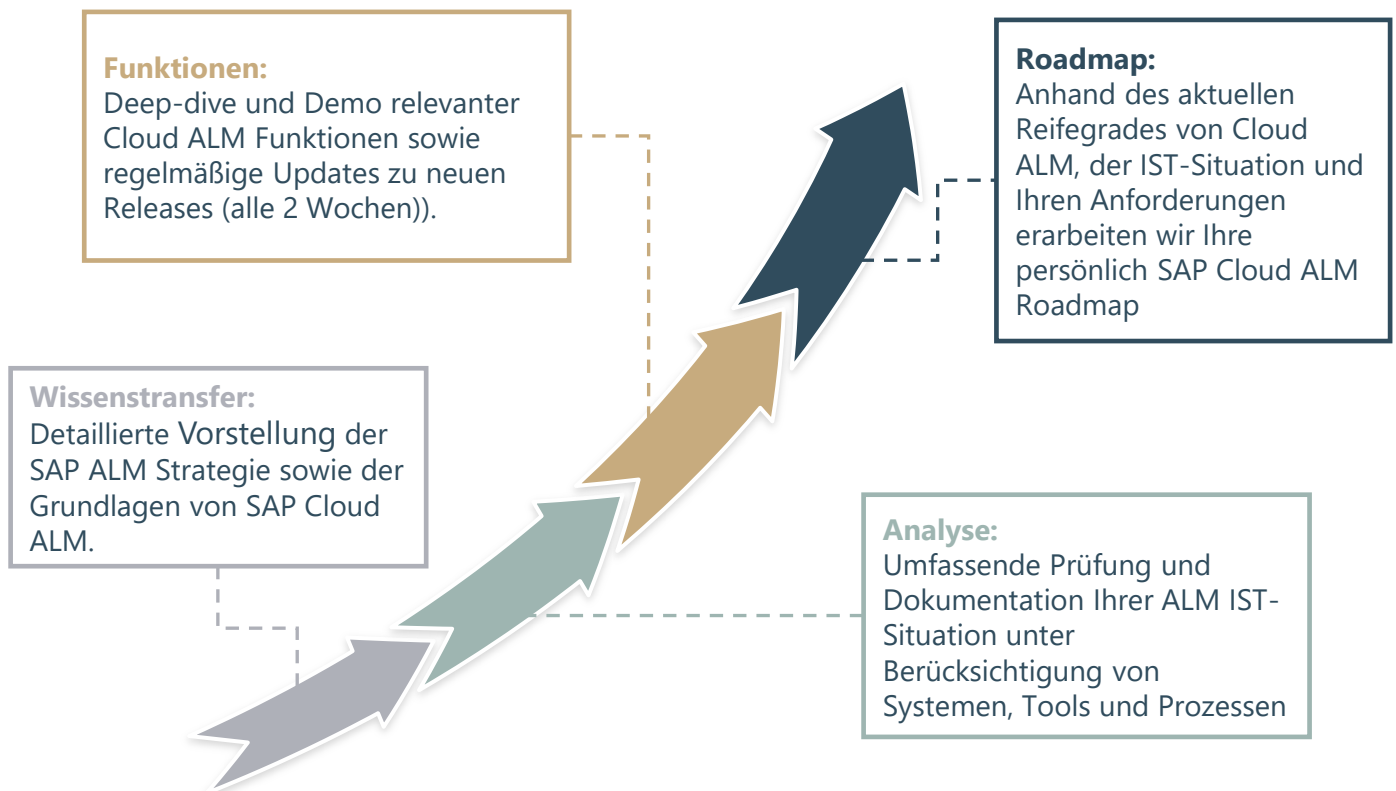 Funktionen:
Deep-dive und Demo relevanter
Cloud ALM Funktionen sowie
regelmäßige Updates zu neuen
Releases (alle 2 Wochen)).
Roadmap:
Anhand des aktuellen
Reifegrades von Cloud
ALM, der IST-Situation und
Ihren Anforderungen
erarbeiten wir Ihre
persönlich SAP Cloud ALM
Roadmap
Wissenstransfer:
Detaillierte Vorstellung der
SAP ALM Strategie sowie der
Grundlagen von SAP Cloud
ALM.
Analyse:
Umfassende Prüfung und
Dokumentation Ihrer ALM IST-
Situation unter
Berücksichtigung von
Systemen, Tools und Prozessen